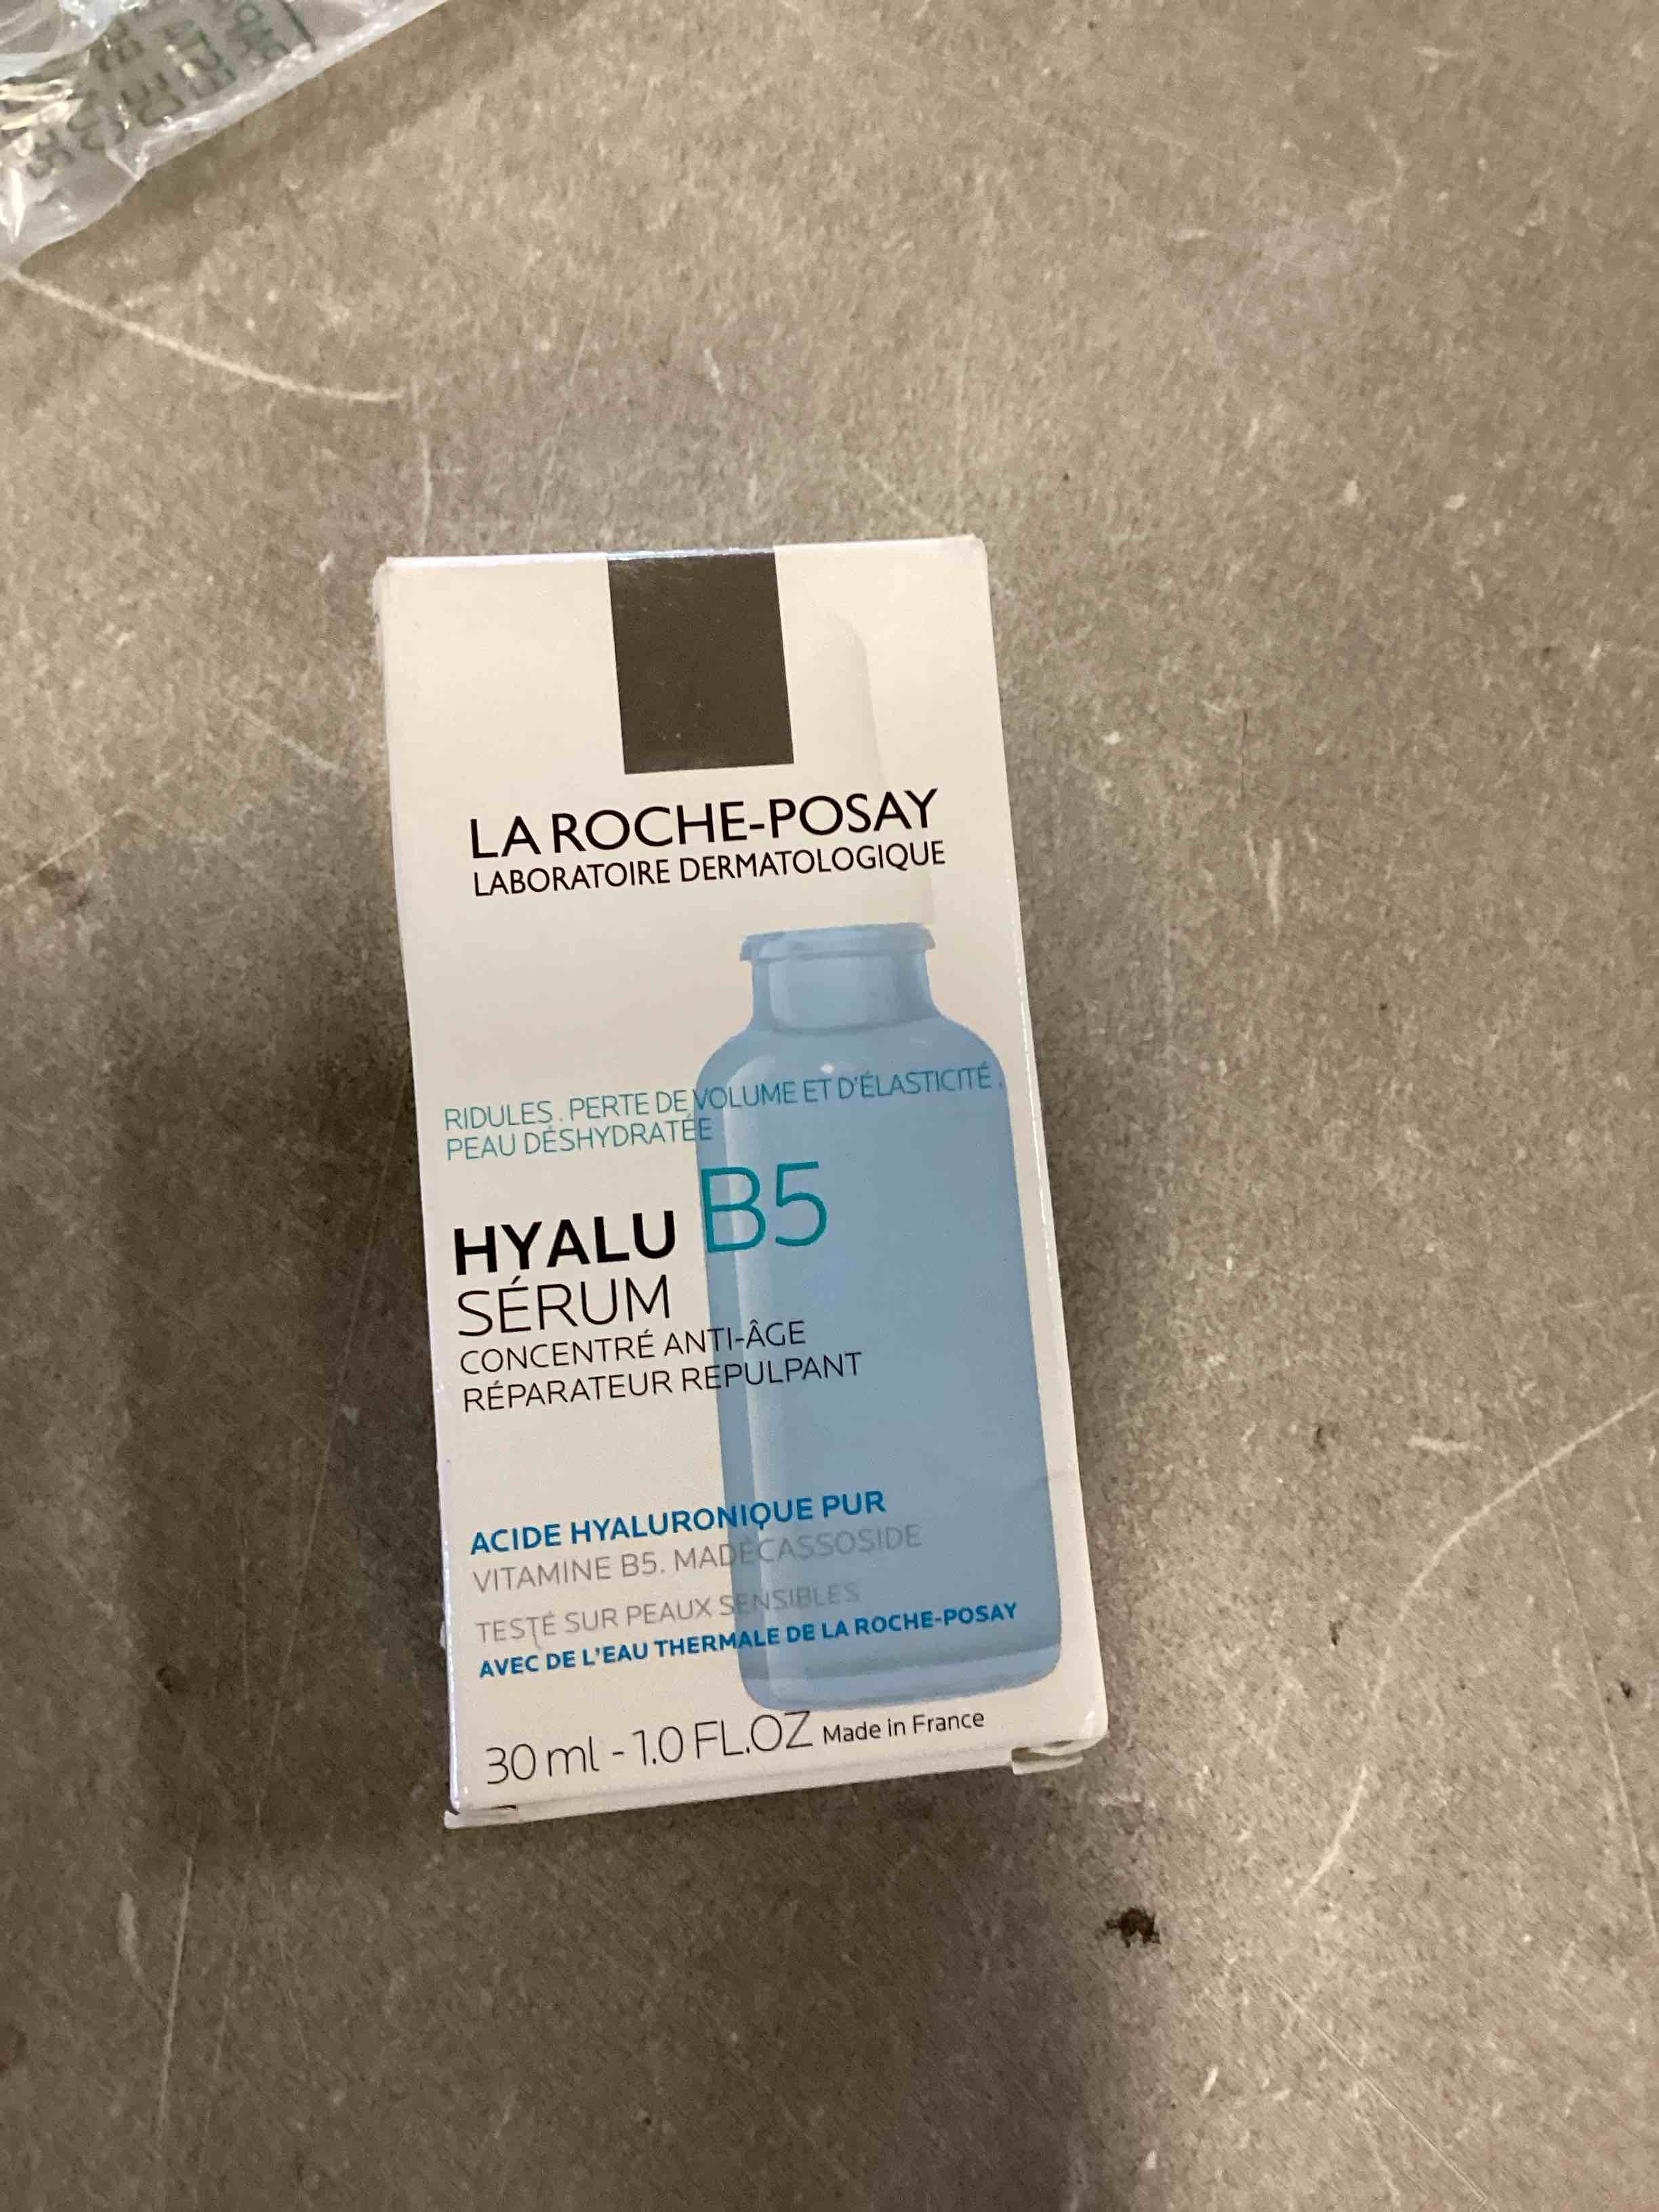 LA ROCHE-POSAY
LABORATOIRE DERMATOLOGIQUE
RIDULES. PERTE DE VOLUME ET D'ÉLASTICITÉ.
PEAU DÉSHYDRATÉE
HYALU B5
SÉRUM
CONCENTRÉ ANTI-ÂGE
RÉPARATEUR REPULPANT
ACIDE HYALURONIQUE PUR
VITAMINE B5. MADÉCASSOSIDE
TESTÉ SUR PEAUX SENSIBLES
AVEC DE L'EAU THERMALE DE LA ROCHE-POSAY
30 ml - 1.0 FL.OZ Made in France